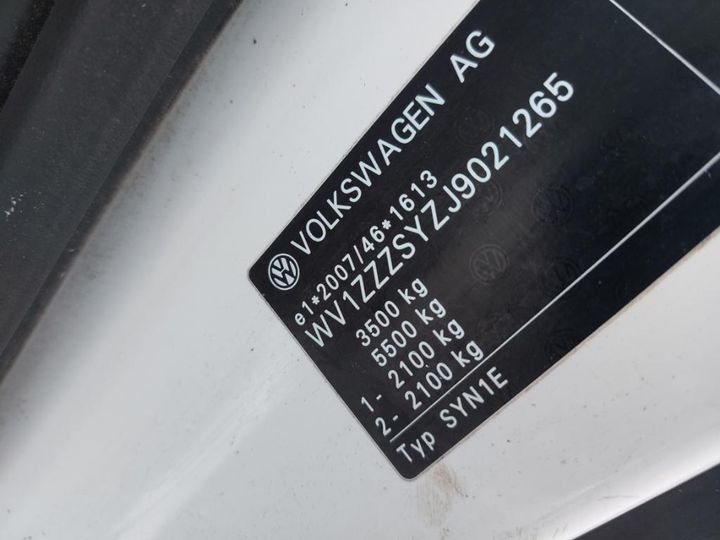 VOLKSWAGEN AG
e1*2007/46*1613
WV1ZZZSYZJ9021265
3500 kg
5500 kg
1- 2100 kg
2- 2100 kg
Typ SYN1E